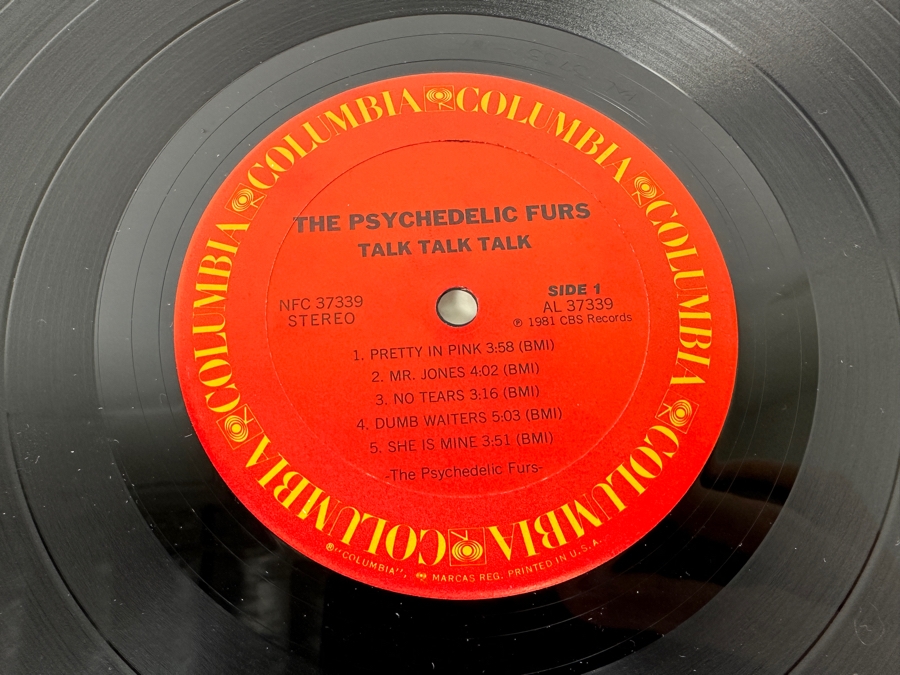 COLUMBIA COLUMBIA COLUMBIA COLUMBIA COLUMBIA COLUMBIA COLUMBIA COLUMBIA
THE PSYCHEDELIC FURS
TALK TALK TALK
NFC 37339
STEREO
SIDE 1
AL 37339
℗ 1981 CBS Records
1. PRETTY IN PINK 3:58 (BMI)
2. MR. JONES 4:02 (BMI)
3. NO TEARS 3:16 (BMI)
4. DUMB WAITERS 5:03 (BMI)
5. SHE IS MINE 3:51 (BMI)
-The Psychedelic Furs-
®"COLUMBIA", MARCAS REG. PRINTED IN U.S.A.